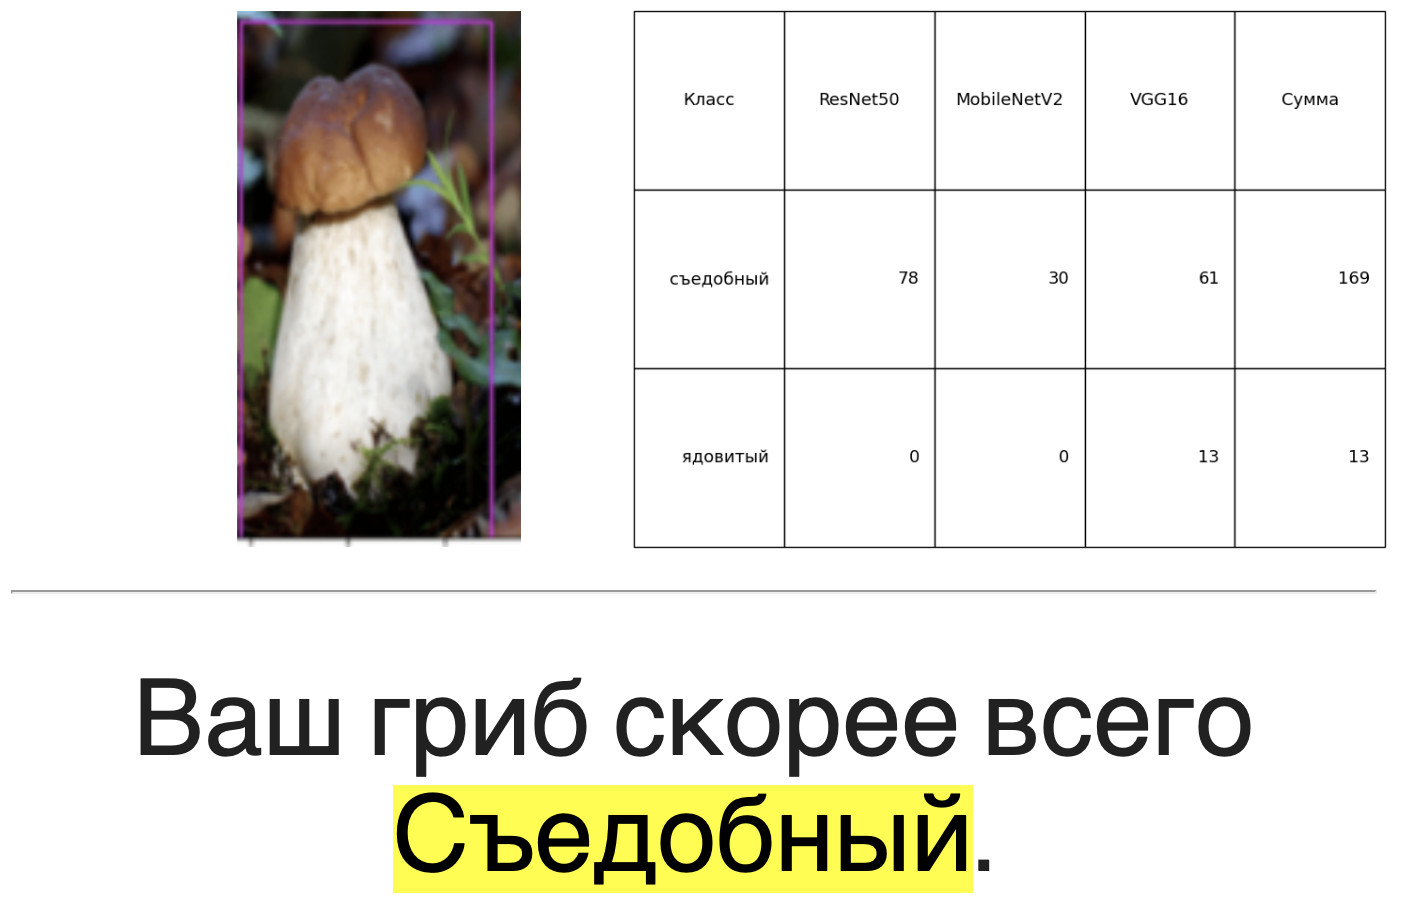 Класс ResNet50 MobileNetV2 VGG16 Сумма
съедобный 78 30 61 169
ядовитый 0 0 13 13
Ваш гриб скорее всего
Съедобный.